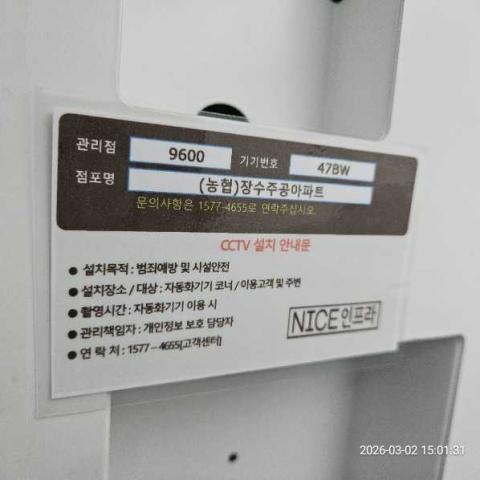 관리점 9600 기기번호 47BW
점포명 (농협)장수주공아파트
문의사항은 1577-4655로 연락주십시오.
CCTV 설치 안내문
● 설치목적 : 범죄예방 및 시설안전
● 설치장소 / 대상 : 자동화기기 코너 / 이용고객 및 주변
● 촬영시간 : 자동화기기 이용 시
● 관리책임자 : 개인정보 보호 담당자
● 연 락 처 : 1577-4655[고객센터]
NICE인프라
2026-03-02 15:01:31